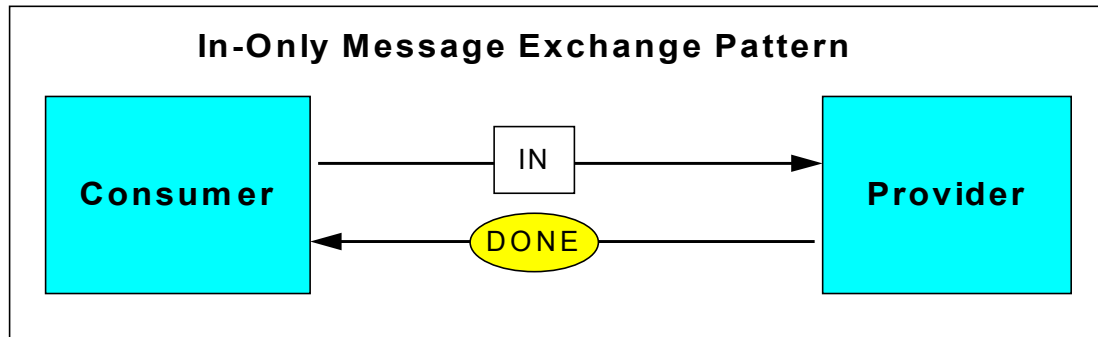 In-Only Message Exchange Pattern
IN
Consumer
Provider
DONE